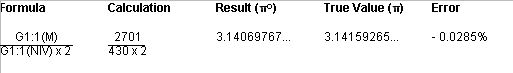 Formula Calculation Result (π°) True Value (π) Error
G1:1(M) 2701 3.14069767... 3.14159265... - 0.0285%
G1:1(NIV) x 2 430 x 2